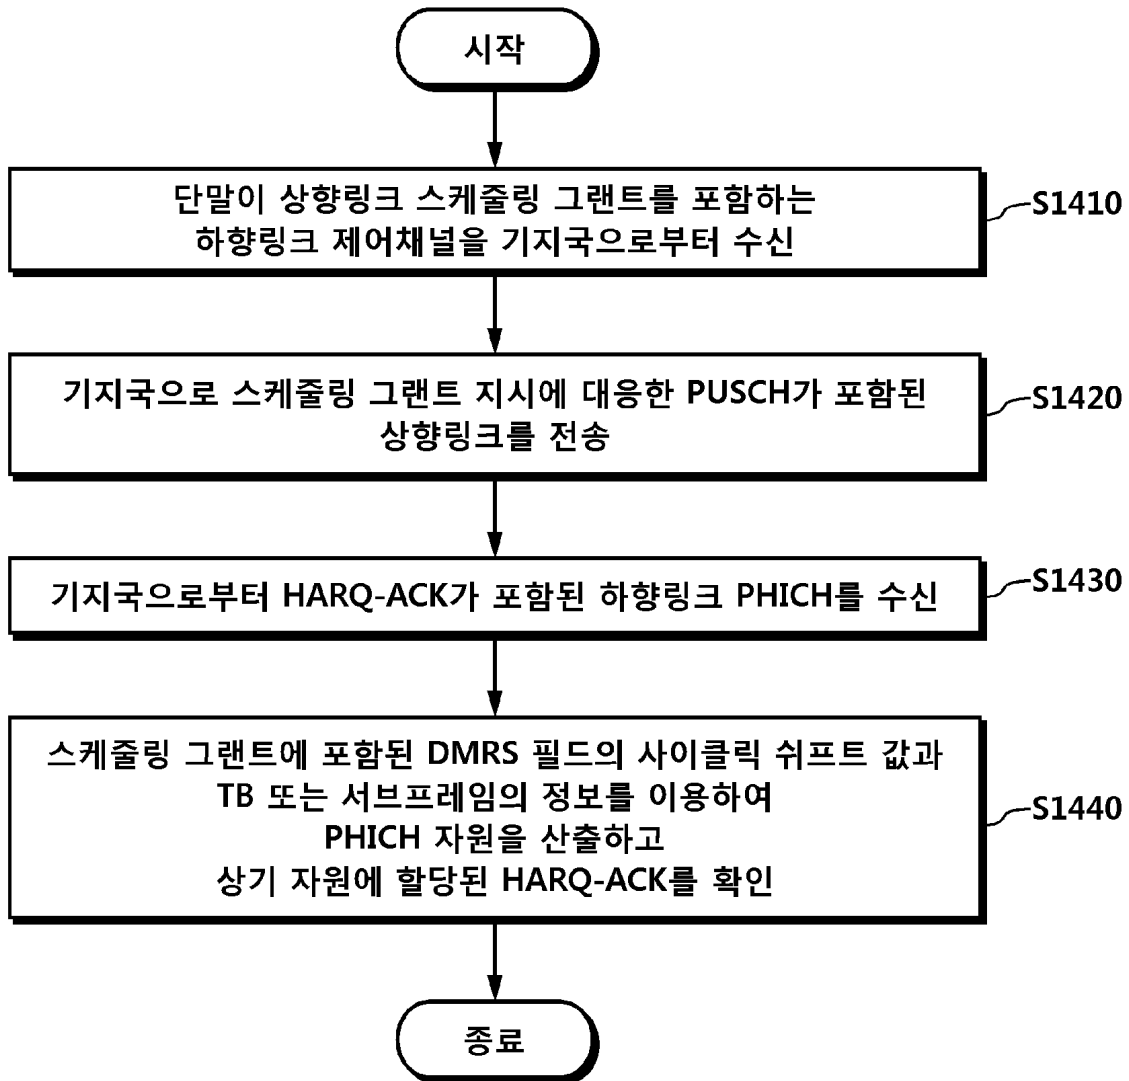 시작
단말이 상향링크 스케줄링 그랜트를 포함하는
하향링크 제어채널을 기지국으로부터 수신
S1410
기지국으로 스케줄링 그랜트 지시에 대응한 PUSCH가 포함된
상향링크를 전송
S1420
기지국으로부터 HARQ-ACK가 포함된 하향링크 PHICH를 수신
S1430
스케줄링 그랜트에 포함된 DMRS 필드의 사이클릭 쉬프트 값과
TB 또는 서브프레임의 정보를 이용하여
PHICH 자원을 산출하고
상기 자원에 할당된 HARQ-ACK를 확인
S1440
종료